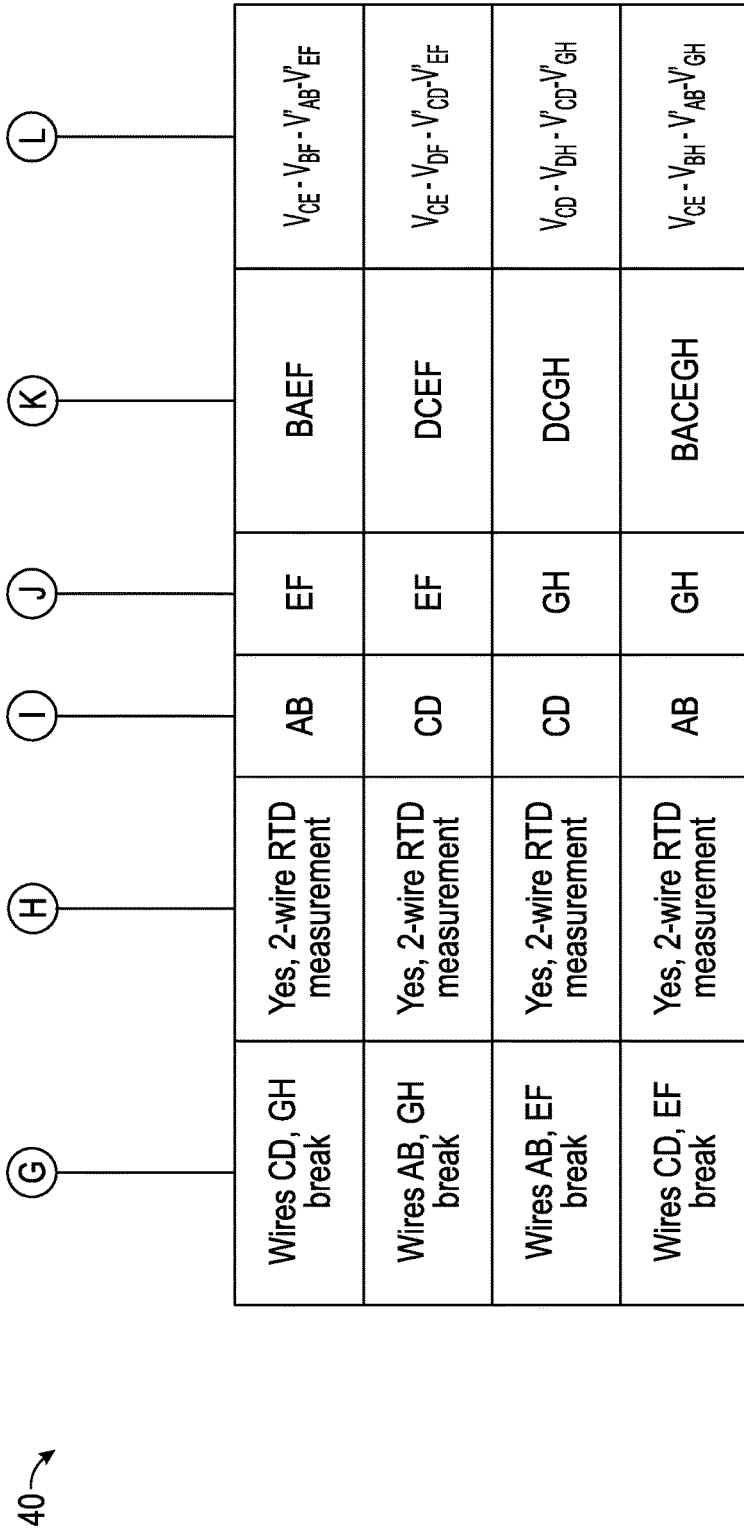 40
G H I J K L
Wires CD, GH break
Yes, 2-wire RTD measurement
AB
EF
BAEF
V_CE - V_BF - V'_AB-V'_EF
Wires AB, GH break
Yes, 2-wire RTD measurement
CD
EF
DCEF
V_CE - V_DF - V'_CD-V'_EF
Wires AB, EF break
Yes, 2-wire RTD measurement
CD
GH
DCGH
V_CD - V_DH - V'_CD-V'_GH
Wires CD, EF break
Yes, 2-wire RTD measurement
AB
GH
BACEGH
V_CE - V_BH - V'_AB-V'_GH